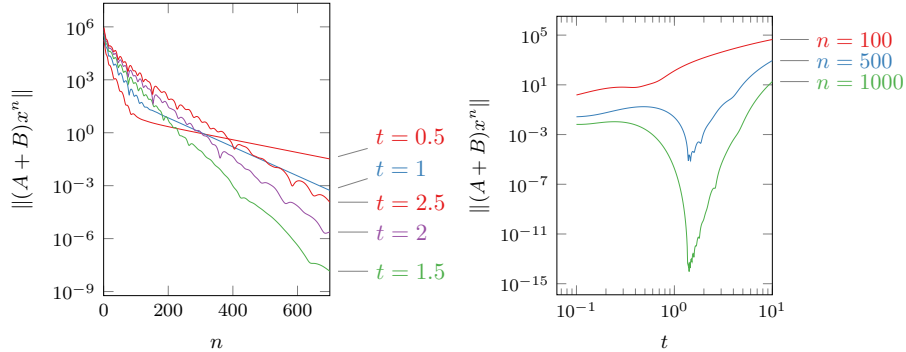 10^6
10^3
10^0
10^{-3}
10^{-6}
10^{-9}
0
200
400
600
n
‖(A + B)x^n‖
t = 0.5
t = 1
t = 2.5
t = 2
t = 1.5
10^5
10^1
10^{-3}
10^{-7}
10^{-11}
10^{-15}
10^{-1}
10^0
10^1
t
‖(A + B)x^n‖
n = 100
n = 500
n = 1000